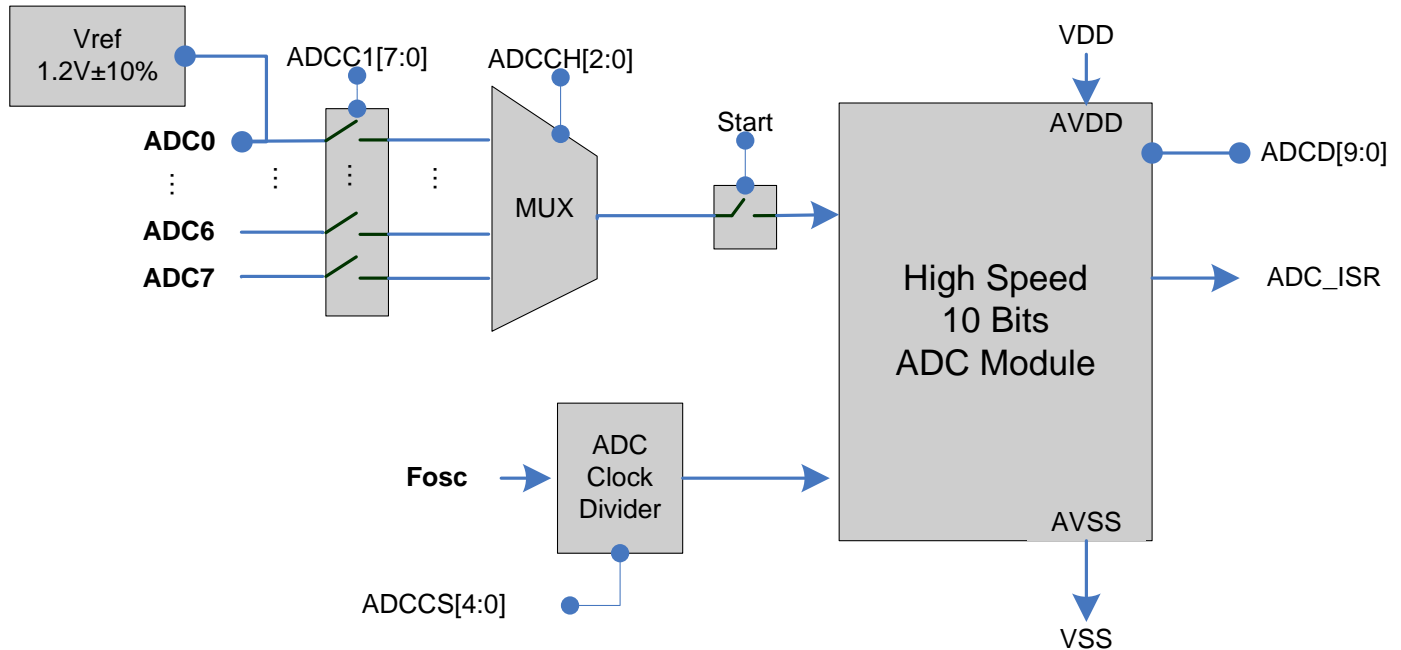 Vref
1.2V±10%
ADCC1[7:0]
ADCCH[2:0]
VDD
AVDD
Start
ADC0
ADCD[9:0]
ADC6
MUX
ADC7
High Speed
10 Bits
ADC Module
ADC_ISR
Fosc
ADC
Clock
Divider
AVSS
ADCCS[4:0]
VSS